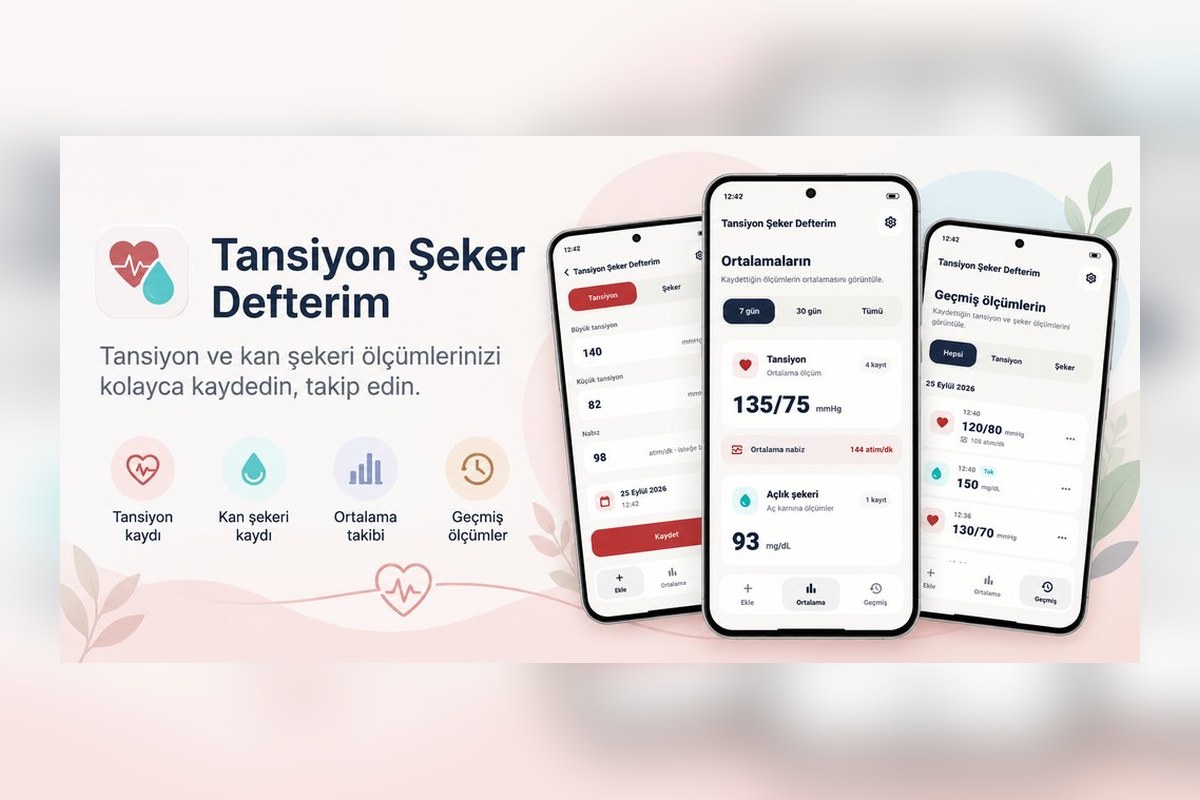 Tansiyon Şeker
Defterim
Tansiyon ve kan şekeri ölçümlerinizi
kolayca kaydedin, takip edin.
Tansiyon
kaydı
Kan şekeri
kaydı
Ortalama
takibi
Geçmiş
ölçümler
12:42
Tansiyon Şeker Defterim
Tansiyon
Şeker
Büyük tansiyon
140
Küçük tansiyon
82
Nabız
98
atım/dk - isteğe
25 Eylül 2026
12:42
Kaydet
Ekle
Ortalama
12:42
Tansiyon Şeker Defterim
Ortalamaların
Kaydettiğin ölçümlerin ortalamasını görüntüle.
7 gün
30 gün
Tümü
Tansiyon
Ortalama ölçüm
4 kayıt
135/75 mmHg
Ortalama nabız
144 atım/dk
Açlık şekeri
Aç karnına ölçümler
1 kayıt
93 mg/dL
Ekle
Ortalama
Geçmiş
12:42
Tansiyon Şeker Defterim
Geçmiş ölçümlerin
Kaydettiğin tansiyon ve şeker ölçümlerini
görüntüle.
Hepsi
Tansiyon
Şeker
25 Eylül 2026
12:40
120/80 mmHg
108 atım/dk
12:40 Tok
150 mg/dL
12:36
130/70 mmHg
Ekle
Ortalama
Geçmiş